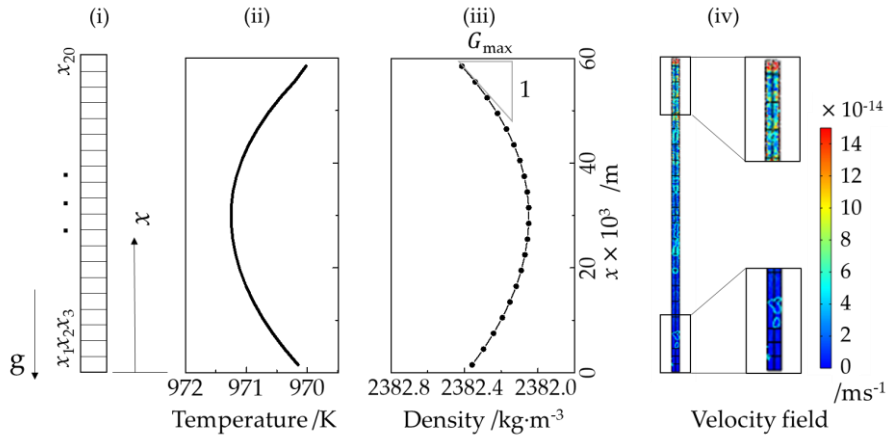 (i)
(ii)
(iii)
(iv)
x₂₀
x
g
x₁x₂x₃
972
971
970
Temperature /K
Gₘₐₓ
1
2382.8
2382.4
2382.0
Density /kg·m⁻³
60
40
20
0
x × 10³ /m
× 10⁻¹⁴
14
12
10
8
6
4
2
0
/ms⁻¹
Velocity field